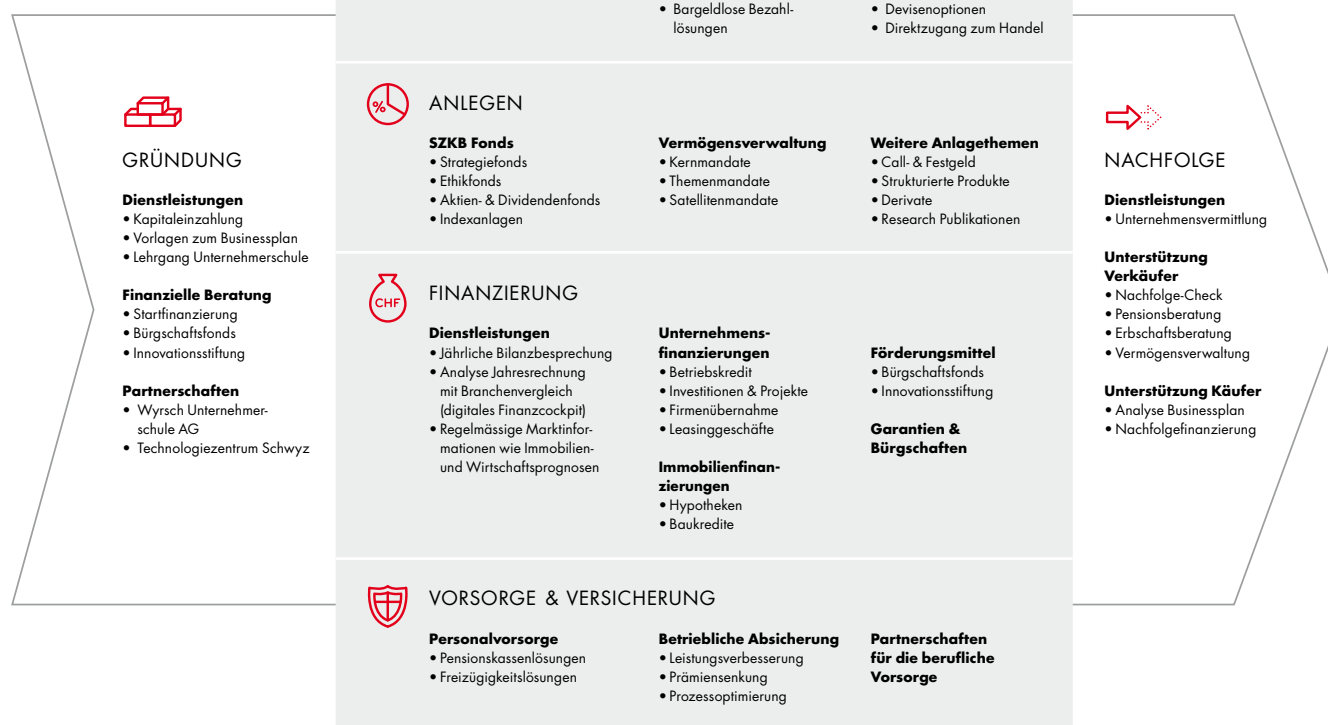 • Bargeldlose Bezahl-
lösungen
• Devisenoptionen
• Direktzugang zum Handel
GRÜNDUNG
Dienstleistungen
• Kapitaleinzahlung
• Vorlagen zum Businessplan
• Lehrgang Unternehmerschule
Finanzielle Beratung
• Startfinanzierung
• Bürgschaftsfonds
• Innovationsstiftung
Partnerschaften
• Wyrsch Unternehmer-
schule AG
• Technologiezentrum Schwyz
%
ANLEGEN
SZKB Fonds
• Strategiefonds
• Ethikfonds
• Aktien- & Dividendenfonds
• Indexanlagen
Vermögensverwaltung
• Kernmandate
• Themenmandate
• Satellitenmandate
Weitere Anlagethemen
• Call- & Festgeld
• Strukturierte Produkte
• Derivate
• Research Publikationen
CHF
FINANZIERUNG
Dienstleistungen
• Jährliche Bilanzbesprechung
• Analyse Jahresrechnung
mit Branchenvergleich
(digitales Finanzcockpit)
• Regelmässige Marktinfor-
mationen wie Immobilien-
und Wirtschaftsprognosen
Unternehmens-
finanzierungen
• Betriebskredit
• Investitionen & Projekte
• Firmenübernahme
• Leasinggeschäfte
Immobilienfinan-
zierungen
• Hypotheken
• Baukredite
Förderungsmittel
• Bürgschaftsfonds
• Innovationsstiftung
Garantien &
Bürgschaften
VORSORGE & VERSICHERUNG
Personalvorsorge
• Pensionskassenlösungen
• Freizügigkeitslösungen
Betriebliche Absicherung
• Leistungsverbesserung
• Prämiensenkung
• Prozessoptimierung
Partnerschaften
für die berufliche
Vorsorge
NACHFOLGE
Dienstleistungen
• Unternehmensvermittlung
Unterstützung
Verkäufer
• Nachfolge-Check
• Pensionsberatung
• Erbschaftsberatung
• Vermögensverwaltung
Unterstützung Käufer
• Analyse Businessplan
• Nachfolgefinanzierung